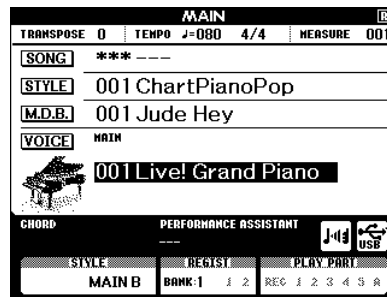 MAIN
TRANSPOSE 0 TEMPO ♩=080 4/4 MEASURE 001
SONG *** ---
STYLE 001 ChartPianoPop
M.D.B. 001 Jude Hey
VOICE MAIN
001 Live! Grand Piano
CHORD PERFORMANCE ASSISTANT
---
USB
STYLE REGIST PLAY PART
MAIN B BANK:1 1 2 REC 1 2 3 4 5 A